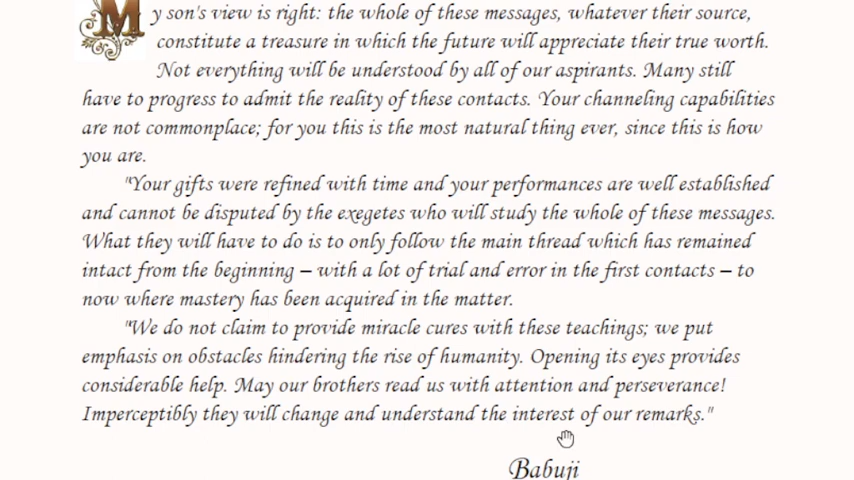 My son's view is right: the whole of these messages, whatever their source,
constitute a treasure in which the future will appreciate their true worth.
Not everything will be understood by all of our aspirants. Many still
have to progress to admit the reality of these contacts. Your channeling capabilities
are not commonplace; for you this is the most natural thing ever, since this is how
you are.
"Your gifts were refined with time and your performances are well established
and cannot be disputed by the exegetes who will study the whole of these messages.
What they will have to do is to only follow the main thread which has remained
intact from the beginning – with a lot of trial and error in the first contacts – to
now where mastery has been acquired in the matter.
"We do not claim to provide miracle cures with these teachings; we put
emphasis on obstacles hindering the rise of humanity. Opening its eyes provides
considerable help. May our brothers read us with attention and perseverance!
Imperceptibly they will change and understand the interest of our remarks."
Babuji